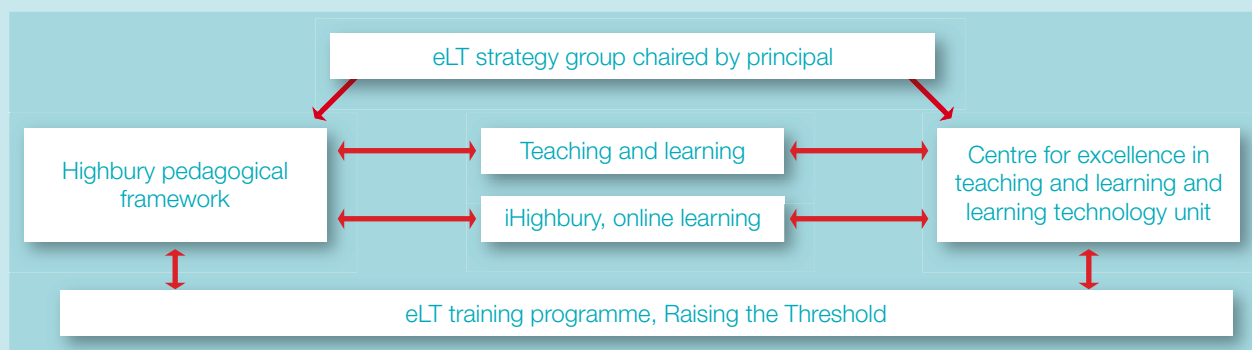 eLT strategy group chaired by principal
Highbury pedagogical
framework
Teaching and learning
iHighbury, online learning
Centre for excellence in
teaching and learning and
learning technology unit
eLT training programme, Raising the Threshold